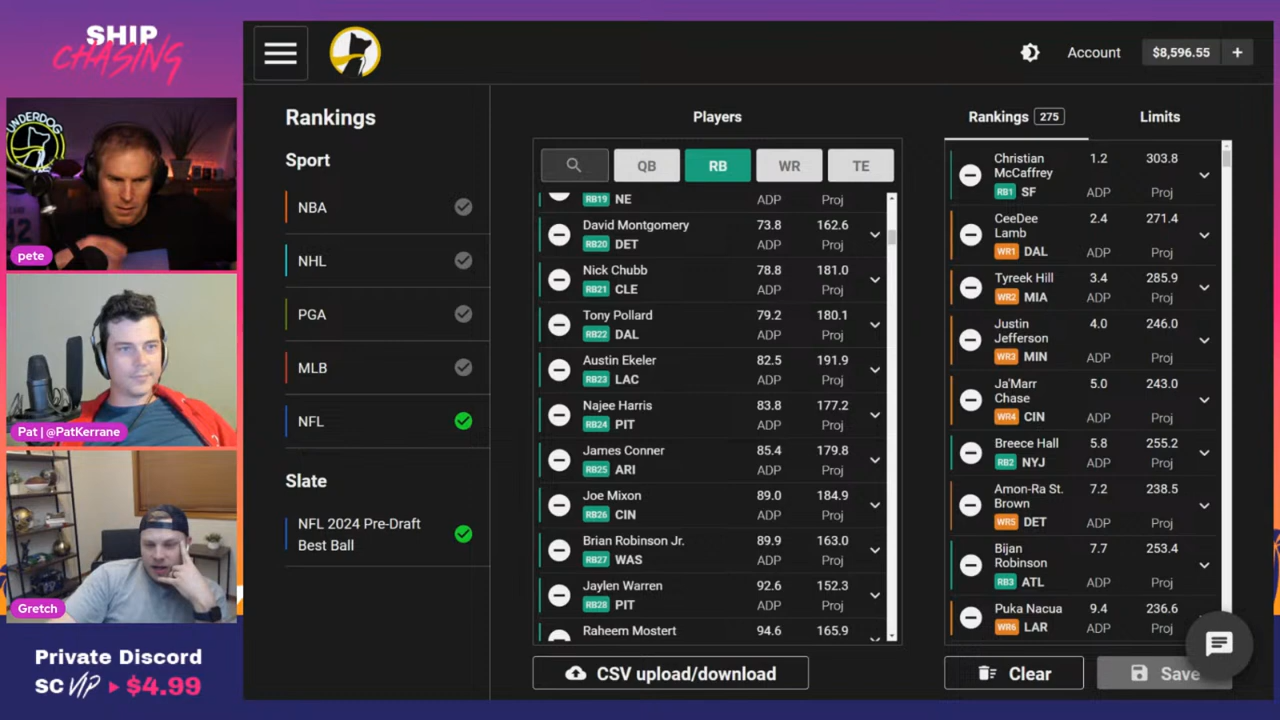 SHIP
CHASING
UNDERDOG
pete
Pat | @PatKerrane
Gretch
Private Discord
SC VIP ▸ $4.99
Account
$8,596.55
+
Rankings
Sport
NBA
NHL
PGA
MLB
NFL
Slate
NFL 2024 Pre-Draft
Best Ball
Players
QB
RB
WR
TE
RB19 NE ADP Proj
David Montgomery 73.8 162.6
RB20 DET ADP Proj
Nick Chubb 78.8 181.0
RB21 CLE ADP Proj
Tony Pollard 79.2 180.1
RB22 DAL ADP Proj
Austin Ekeler 82.5 191.9
RB23 LAC ADP Proj
Najee Harris 83.8 177.2
RB24 PIT ADP Proj
James Conner 85.4 179.8
RB25 ARI ADP Proj
Joe Mixon 89.0 184.9
RB26 CIN ADP Proj
Brian Robinson Jr. 89.9 163.0
RB27 WAS ADP Proj
Jaylen Warren 92.6 152.3
RB28 PIT ADP Proj
Raheem Mostert 94.6 165.9
CSV upload/download
Rankings 275
Limits
Christian 1.2 303.8
McCaffrey
RB1 SF ADP Proj
CeeDee 2.4 271.4
Lamb
WR1 DAL ADP Proj
Tyreek Hill 3.4 285.9
WR2 MIA ADP Proj
Justin 4.0 246.0
Jefferson
WR3 MIN ADP Proj
Ja'Marr 5.0 243.0
Chase
WR4 CIN ADP Proj
Breece Hall 5.8 255.2
RB2 NYJ ADP Proj
Amon-Ra St. 7.2 238.5
Brown
WR5 DET ADP Proj
Bijan 7.7 253.4
Robinson
RB3 ATL ADP Proj
Puka Nacua 9.4 236.6
WR6 LAR ADP Proj
Clear
Save